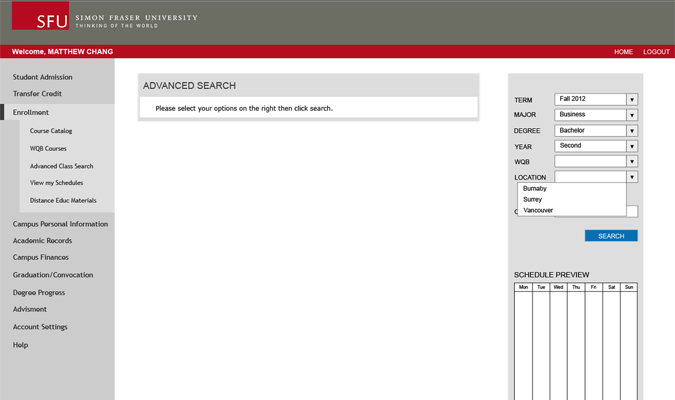 SFU
SIMON FRASER UNIVERSITY
THINKING OF THE WORLD
Welcome, MATTHEW CHANG
HOME LOGOUT
Student Admission
Transfer Credit
Enrollment
Course Catalog
WQB Courses
Advanced Class Search
View my Schedules
Distance Educ Materials
Campus Personal Information
Academic Records
Campus Finances
Graduation/Convocation
Degree Progress
Advisment
Account Settings
Help
ADVANCED SEARCH
Please select your options on the right then click search.
TERM Fall 2012
MAJOR Business
DEGREE Bachelor
YEAR Second
WQB
LOCATION
Burnaby
Surrey
Vancouver
SEARCH
SCHEDULE PREVIEW
Mon Tue Wed Thu Fri Sat Sun